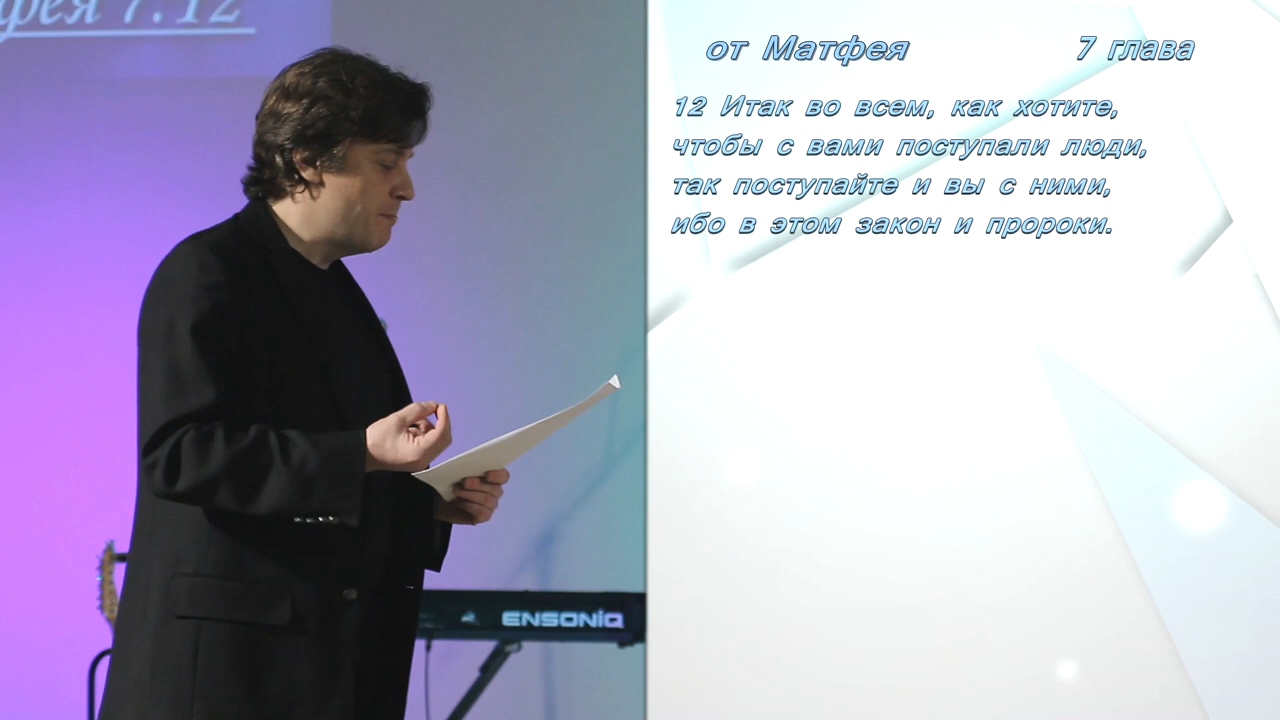 7.12
от Матфея 7 глава
12 Итак во всем, как хотите,
чтобы с вами поступали люди,
так поступайте и вы с ними,
ибо в этом закон и пророки.
ENSONIQ